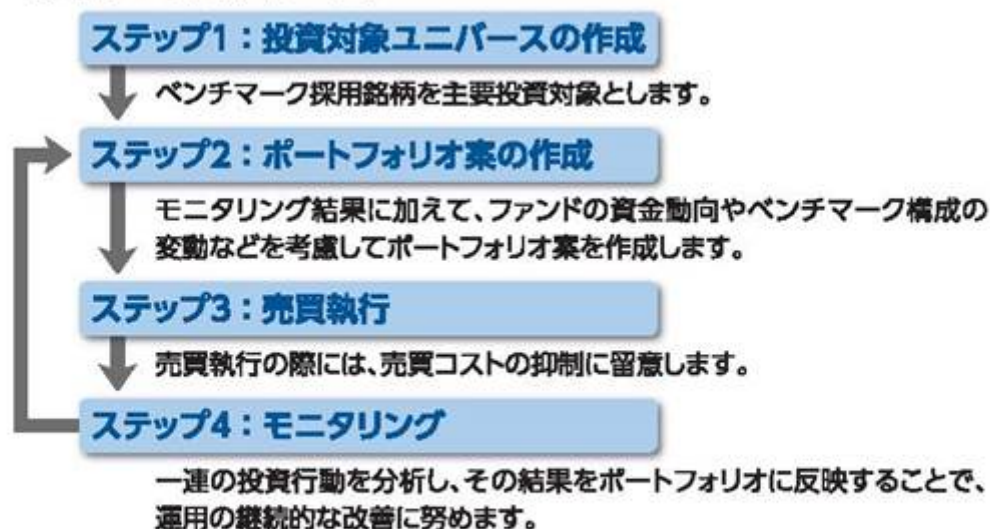 ステップ1：投資対象ユニバースの作成
ベンチマーク採用銘柄を主要投資対象とします。
ステップ2：ポートフォリオ案の作成
モニタリング結果に加えて、ファンドの資金動向やベンチマーク構成の
変動などを考慮してポートフォリオ案を作成します。
ステップ3：売買執行
売買執行の際には、売買コストの抑制に留意します。
ステップ4：モニタリング
一連の投資行動を分析し、その結果をポートフォリオに反映することで、
運用の継続的な改善に努めます。